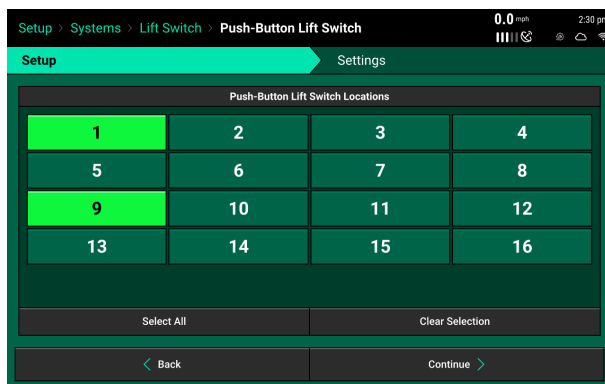 Setup > Systems > Lift Switch > Push-Button Lift Switch
0.0 mph
2:30 pm
Setup
Settings
Push-Button Lift Switch Locations
1 2 3 4
5 6 7 8
9 10 11 12
13 14 15 16
Select All
Clear Selection
< Back
Continue >